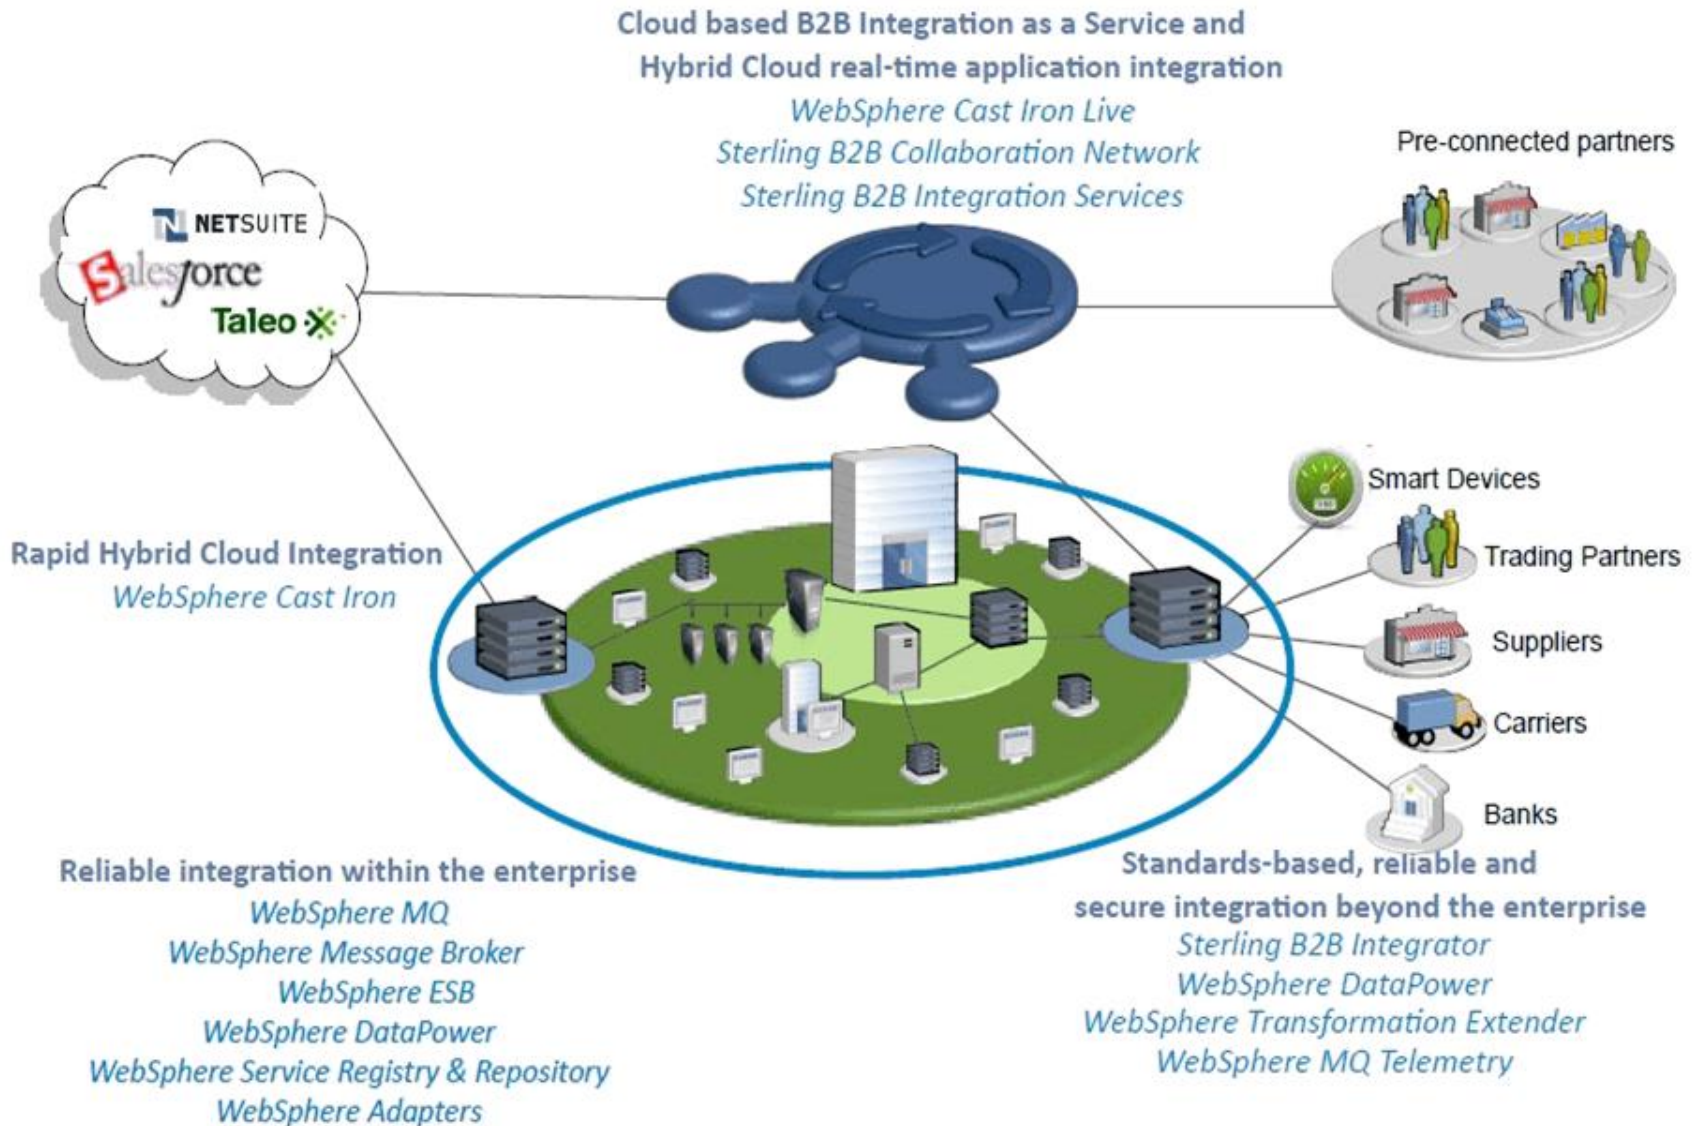 Cloud based B2B Integration as a Service and
Hybrid Cloud real-time application integration
WebSphere Cast Iron Live
Sterling B2B Collaboration Network
Sterling B2B Integration Services
Pre-connected partners
NETSUITE
Salesforce
Taleo
Smart Devices
Trading Partners
Suppliers
Carriers
Banks
Rapid Hybrid Cloud Integration
WebSphere Cast Iron
Reliable integration within the enterprise
WebSphere MQ
WebSphere Message Broker
WebSphere ESB
WebSphere DataPower
WebSphere Service Registry & Repository
WebSphere Adapters
Standards-based, reliable and
secure integration beyond the enterprise
Sterling B2B Integrator
WebSphere DataPower
WebSphere Transformation Extender
WebSphere MQ Telemetry